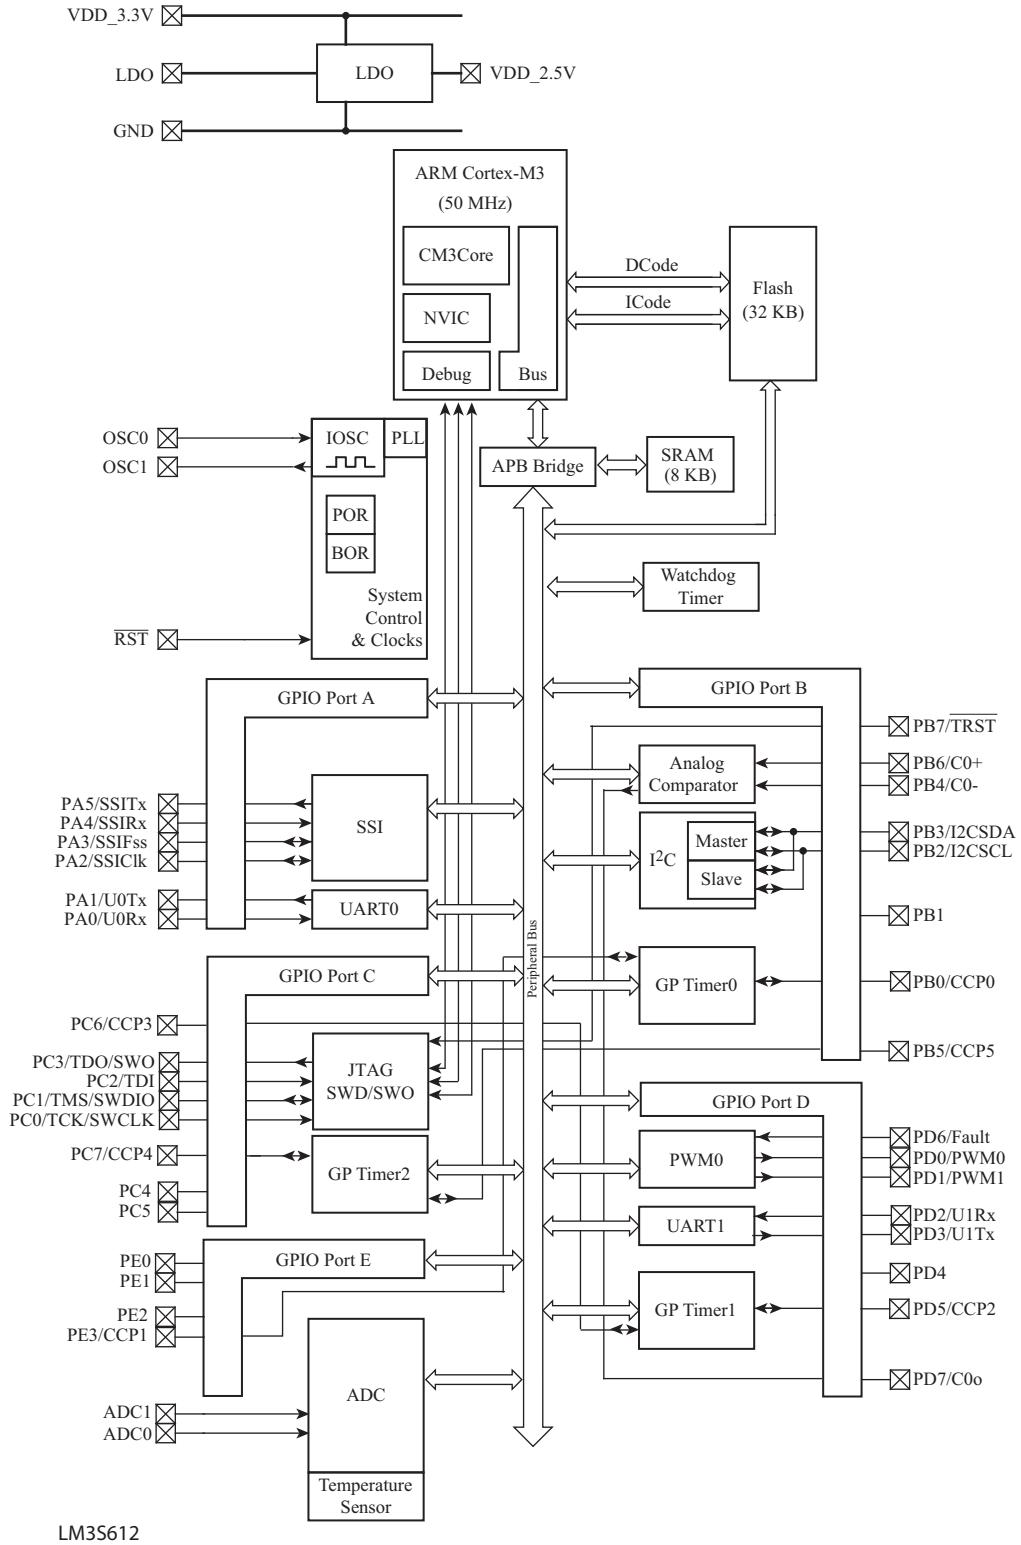 VDD_3.3V
LDO
LDO
VDD_2.5V
GND
ARM Cortex-M3
(50 MHz)
CM3Core
NVIC
Debug
Bus
DCode
ICode
Flash
(32 KB)
OSC0
OSC1
IOSC
PLL
POR
BOR
System
Control
& Clocks
RST
APB Bridge
SRAM
(8 KB)
Watchdog
Timer
Peripheral Bus
GPIO Port A
PA5/SSITx
PA4/SSIRx
PA3/SSIFss
PA2/SSIClk
SSI
PA1/U0Tx
PA0/U0Rx
UART0
GPIO Port B
PB7/TRST
Analog
Comparator
PB6/C0+
PB4/C0-
I²C
Master
Slave
PB3/I2CSDA
PB2/I2CSCL
PB1
GP Timer0
PB0/CCP0
PB5/CCP5
GPIO Port C
PC6/CCP3
PC3/TDO/SWO
PC2/TDI
PC1/TMS/SWDIO
PC0/TCK/SWCLK
JTAG
SWD/SWO
PC7/CCP4
GP Timer2
PC4
PC5
GPIO Port D
PWM0
PD6/Fault
PD0/PWM0
PD1/PWM1
UART1
PD2/U1Rx
PD3/U1Tx
PD4
GP Timer1
PD5/CCP2
PD7/C0o
GPIO Port E
PE0
PE1
PE2
PE3/CCP1
ADC
ADC1
ADC0
Temperature
Sensor
LM3S612